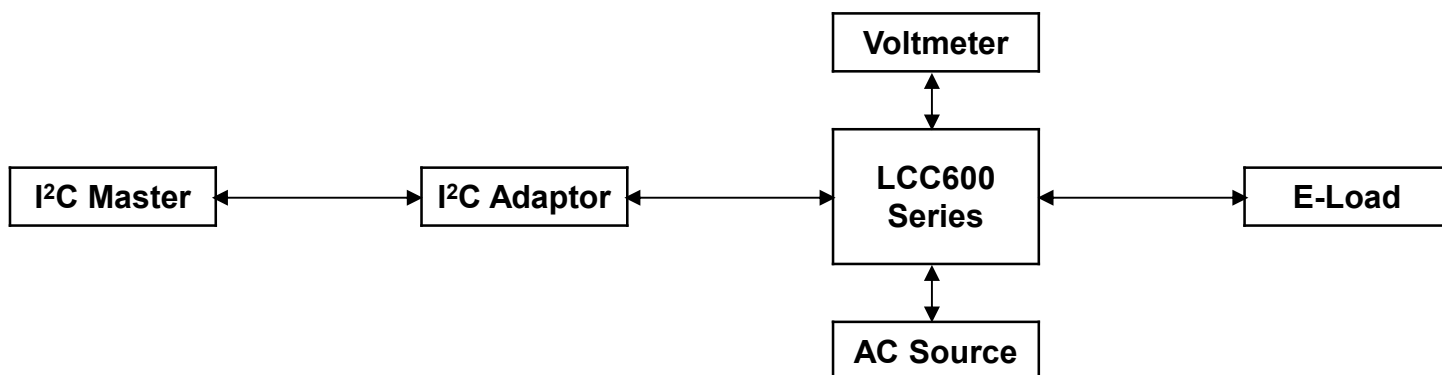 Voltmeter
I²C Master
I²C Adaptor
LCC600
Series
E-Load
AC Source